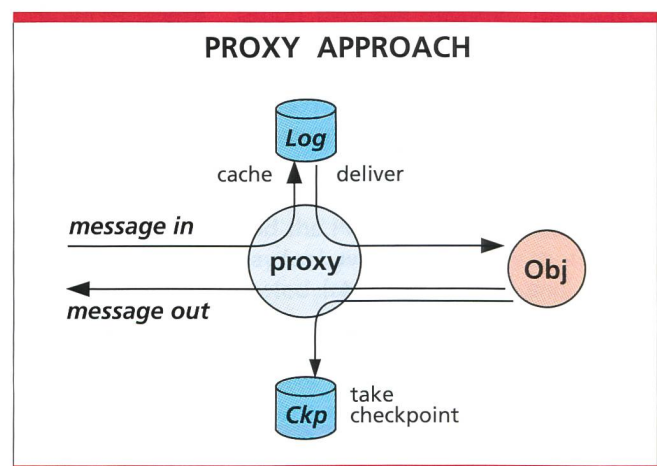 PROXY APPROACH
Log
cache
deliver
message in
proxy
Obj
message out
Ckp
take
checkpoint